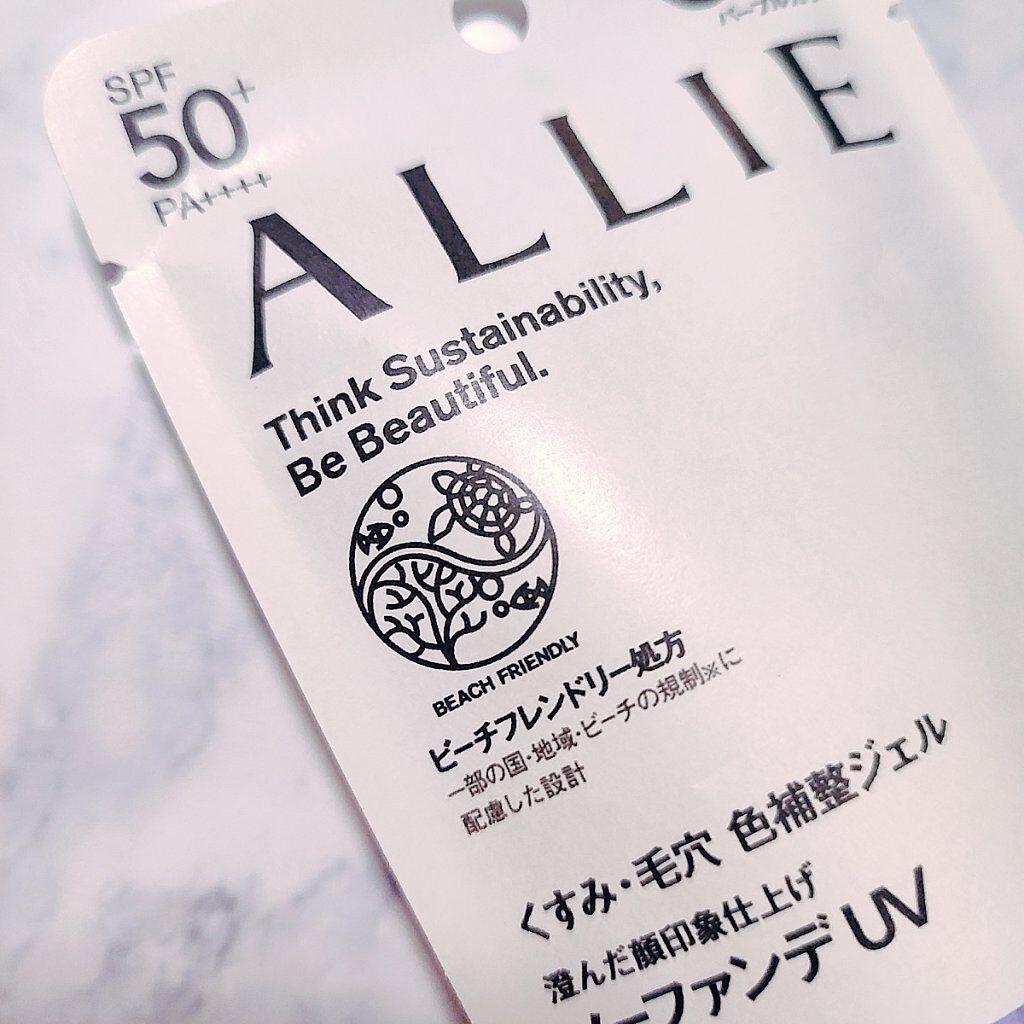 SPF
50+
PA++++
ALLIE
Think Sustainability,
Be Beautiful.
BEACH FRIENDLY
ビーチフレンドリー処方
一部の国・地域・ビーチの規制※に
配慮した設計
くすみ・毛穴 色補整ジェル
澄んだ顔印象仕上げ
ーファンデUV